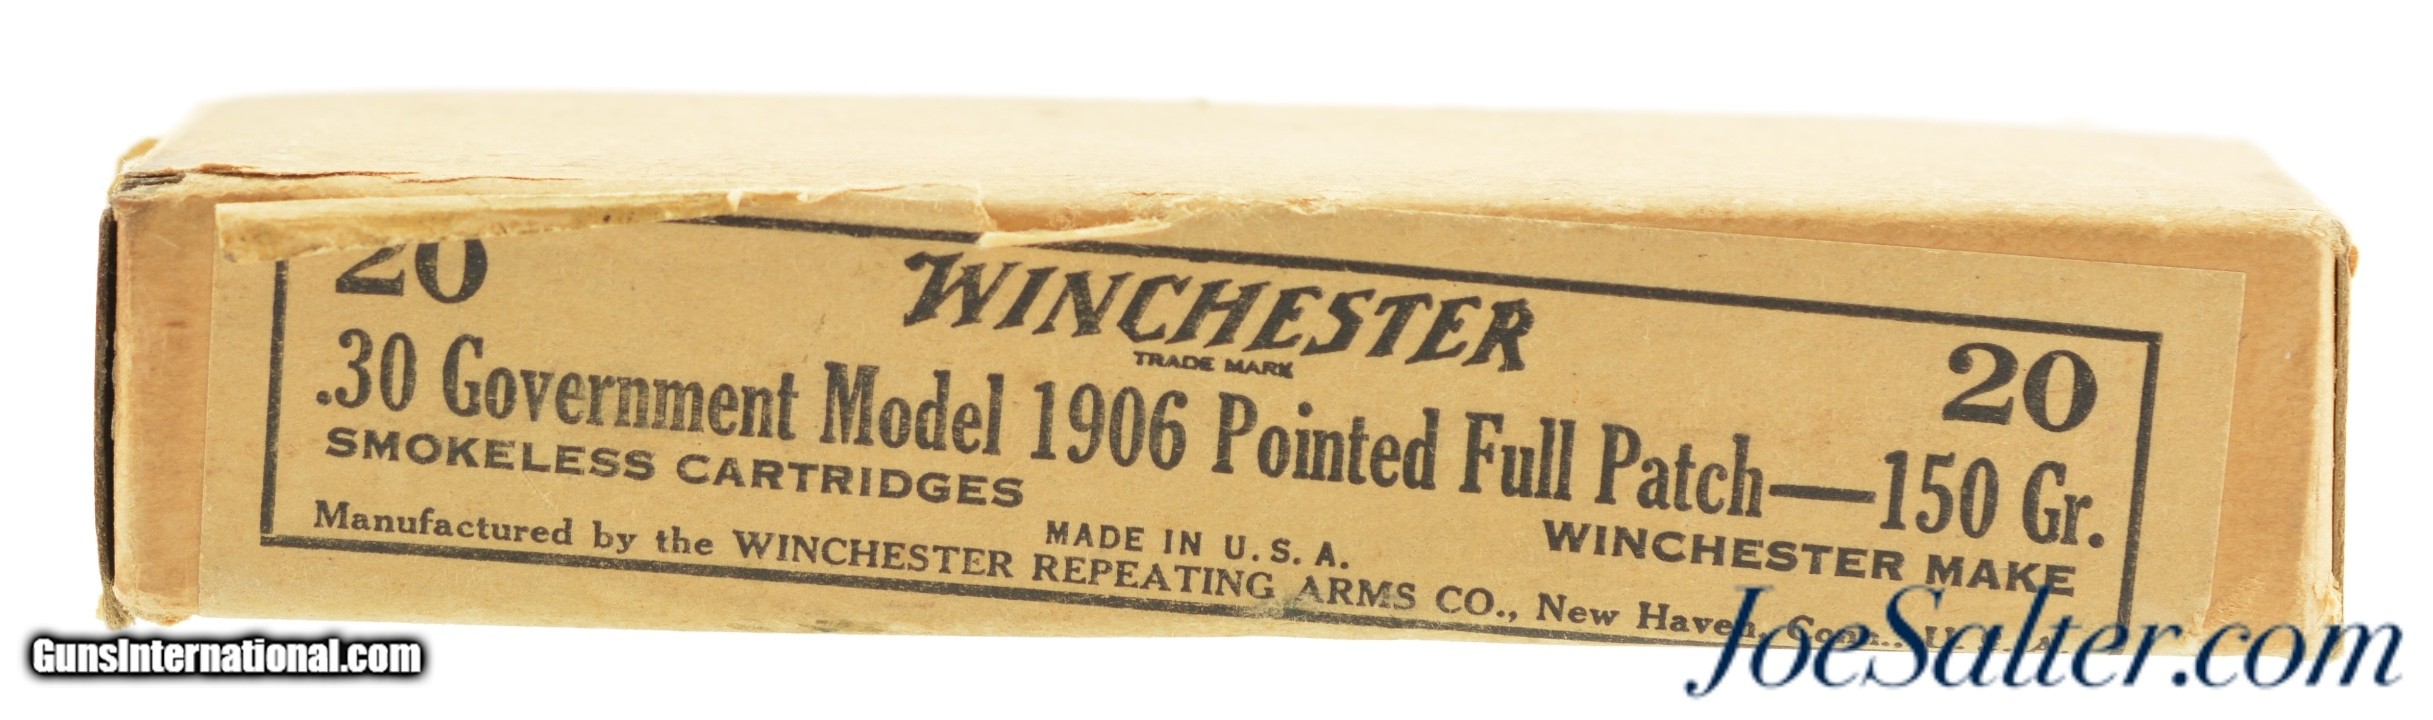 20 WINCHESTER 20
TRADE MARK
.30 Government Model 1906 Pointed Full Patch—150 Gr.
SMOKELESS CARTRIDGES MADE IN U.S.A. WINCHESTER MAKE
Manufactured by the WINCHESTER REPEATING ARMS CO., New Haven, Conn., U.S.A.
GunsInternational.com
JoeSalter.com